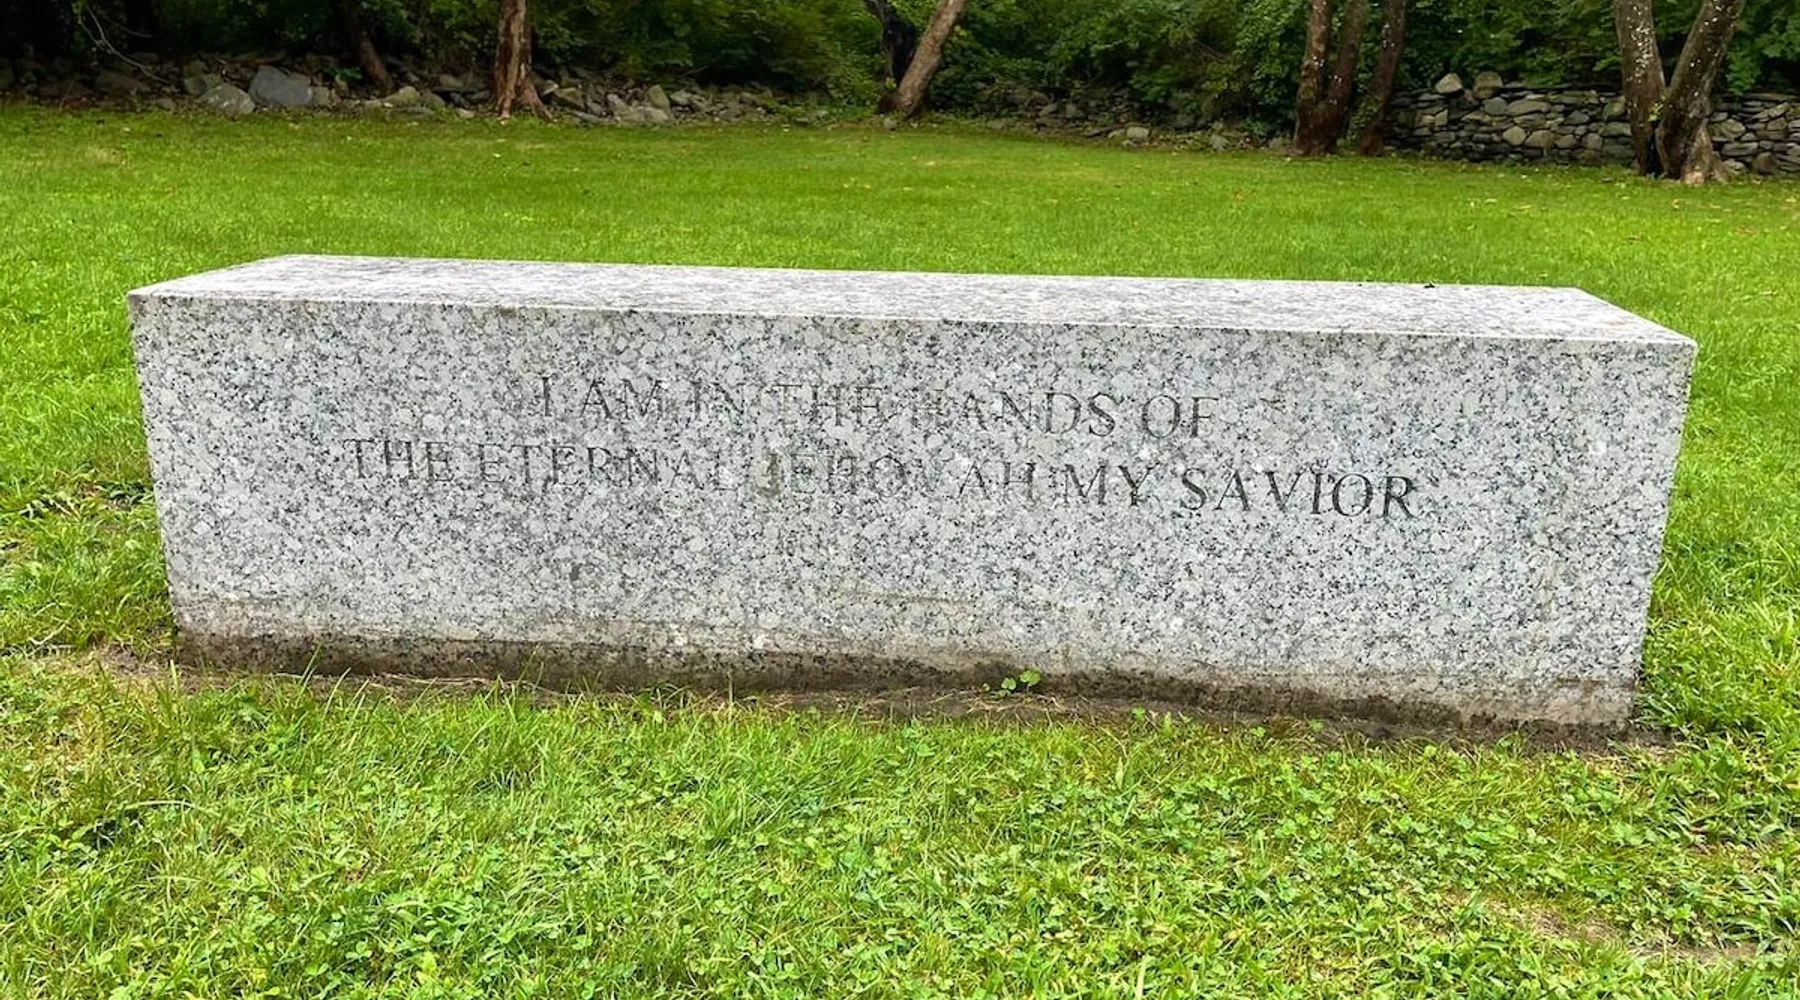 I AM IN THE HANDS OF
THE ETERNAL JEHOVAH MY SAVIOR